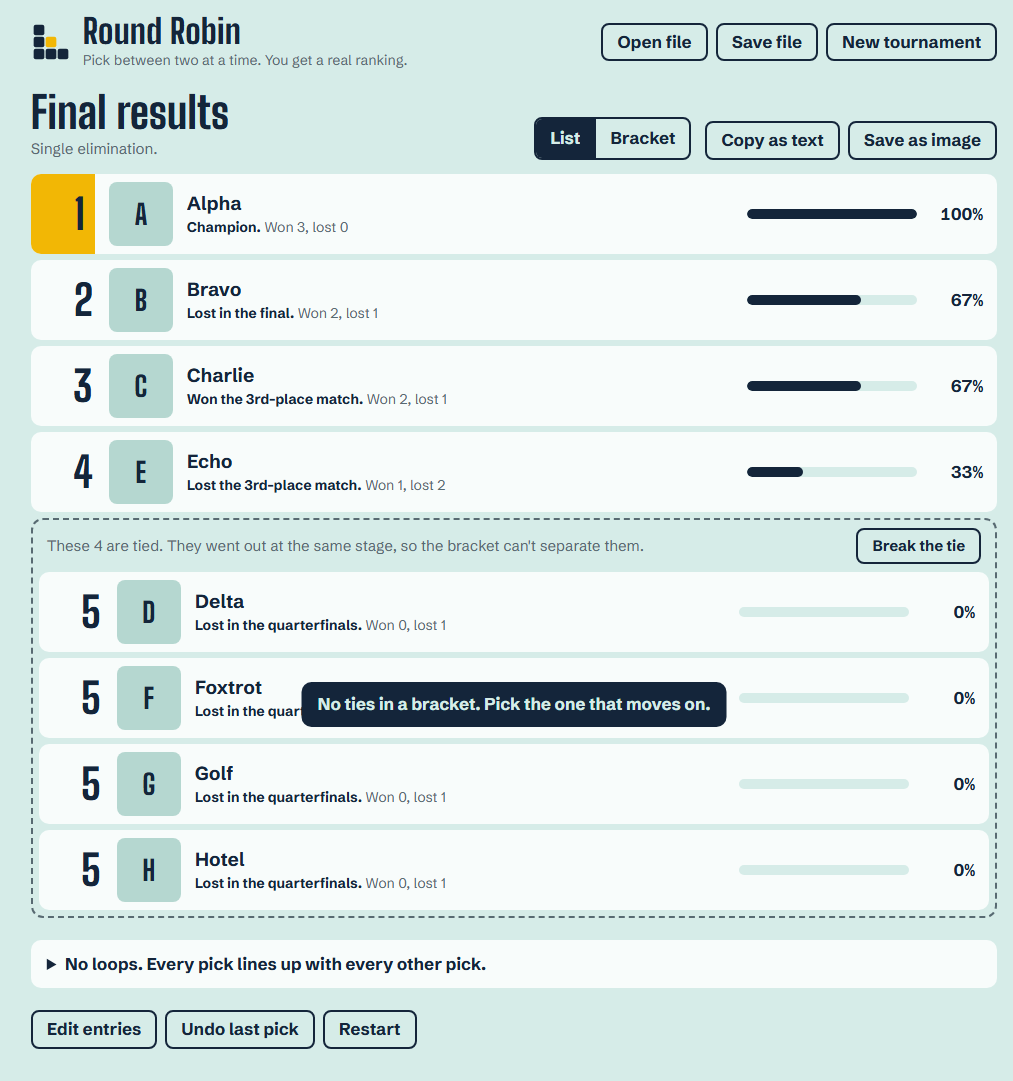 Round Robin
Pick between two at a time. You get a real ranking.
Open file
Save file
New tournament
Final results
Single elimination.
List
Bracket
Copy as text
Save as image
1
A
Alpha
Champion. Won 3, lost 0
100%
2
B
Bravo
Lost in the final. Won 2, lost 1
67%
3
C
Charlie
Won the 3rd-place match. Won 2, lost 1
67%
4
E
Echo
Lost the 3rd-place match. Won 1, lost 2
33%
These 4 are tied. They went out at the same stage, so the bracket can't separate them.
Break the tie
5
D
Delta
Lost in the quarterfinals. Won 0, lost 1
0%
5
F
Foxtrot
Lost in the
No ties in a bracket. Pick the one that moves on.
0%
5
G
Golf
Lost in the quarterfinals. Won 0, lost 1
0%
5
H
Hotel
Lost in the quarterfinals. Won 0, lost 1
0%
No loops. Every pick lines up with every other pick.
Edit entries
Undo last pick
Restart